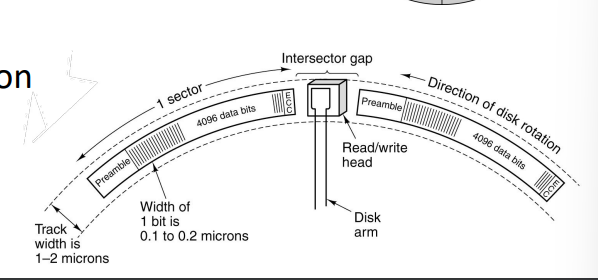 on
Intersector gap
1 sector
Direction of disk rotation
Preamble
4096 data bits
ECC
Preamble
4096 data bits
ECC
Read/write
head
Width of
1 bit is
0.1 to 0.2 microns
Disk
arm
Track
width is
1–2 microns